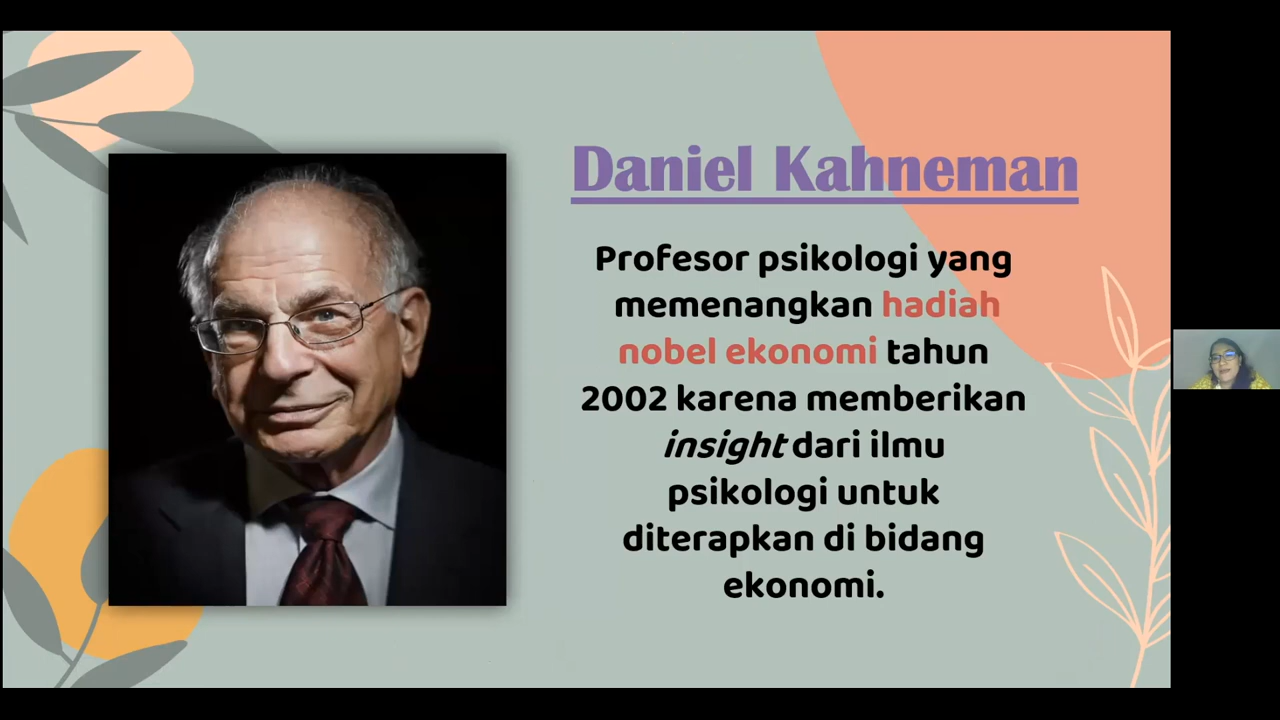 Daniel Kahneman
Profesor psikologi yang
memenangkan hadiah
nobel ekonomi tahun
2002 karena memberikan
insight dari ilmu
psikologi untuk
diterapkan di bidang
ekonomi.